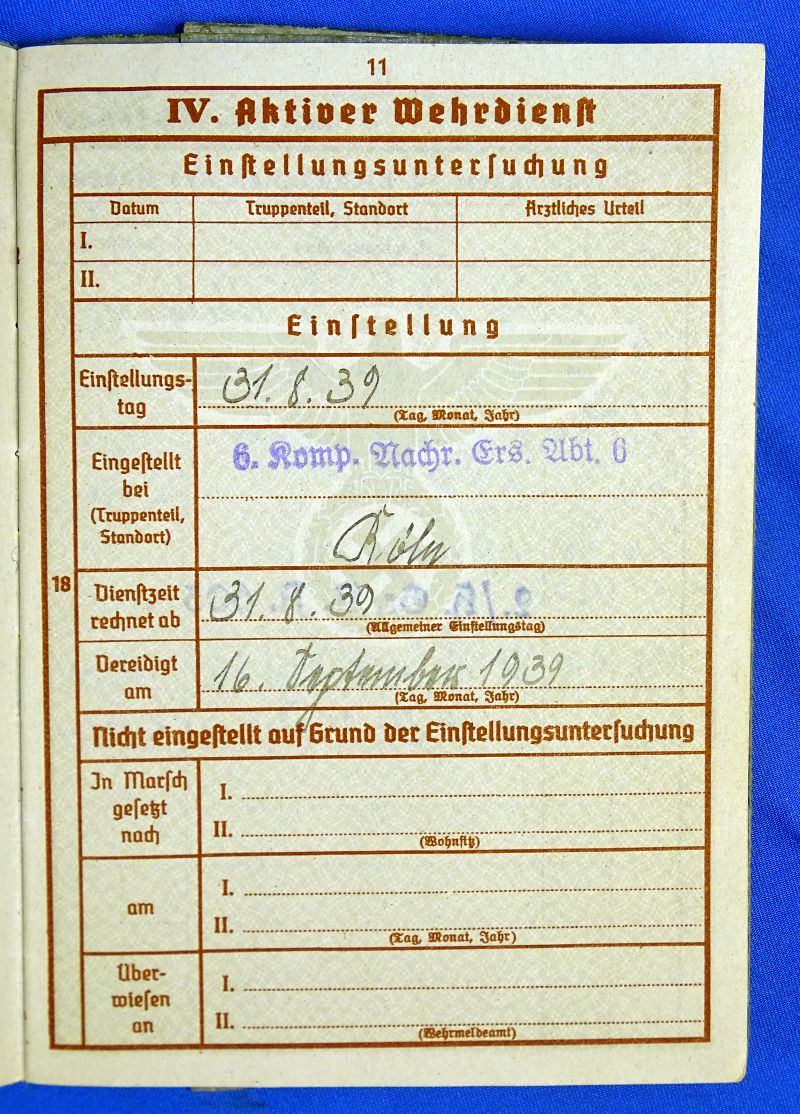 11
IV. Aktiver Wehrdienst
Einstellungsuntersuchung
Datum Truppenteil, Standort Ärztliches Urteil
I.
II.
Einstellung
Einstellungs-
tag
31. 8. 39
(Tag, Monat, Jahr)
Eingestellt
bei
(Truppenteil,
Standort)
6. Komp. Nachr. Ers. Abt. 6
Köln
18
Dienstzeit
rechnet ab
31. 8. 39
(Allgemeiner Einstellungstag)
Vereidigt
am
16. September 1939
(Tag, Monat, Jahr)
Nicht eingestellt auf Grund der Einstellungsuntersuchung
In Marsch
gesetzt
nach
I.
II.
(Wohnsitz)
am
I.
II.
(Tag, Monat, Jahr)
Über-
wiesen
an
I.
II.
(Wehrmeldeamt)